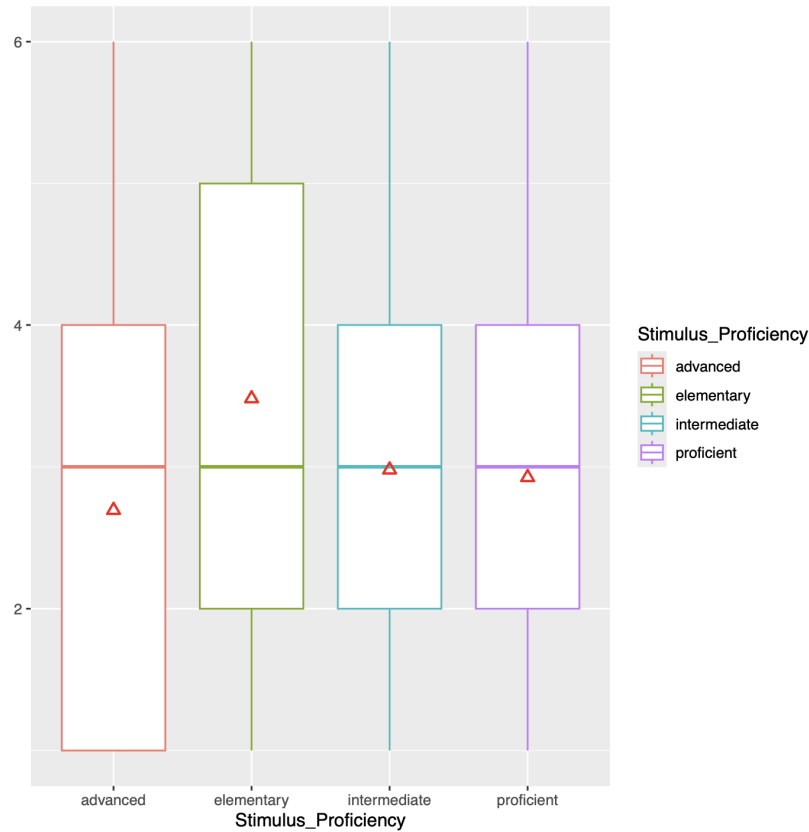 6
4
2
advanced
elementary
intermediate
proficient
Stimulus_Proficiency
Stimulus_Proficiency
advanced
elementary
intermediate
proficient